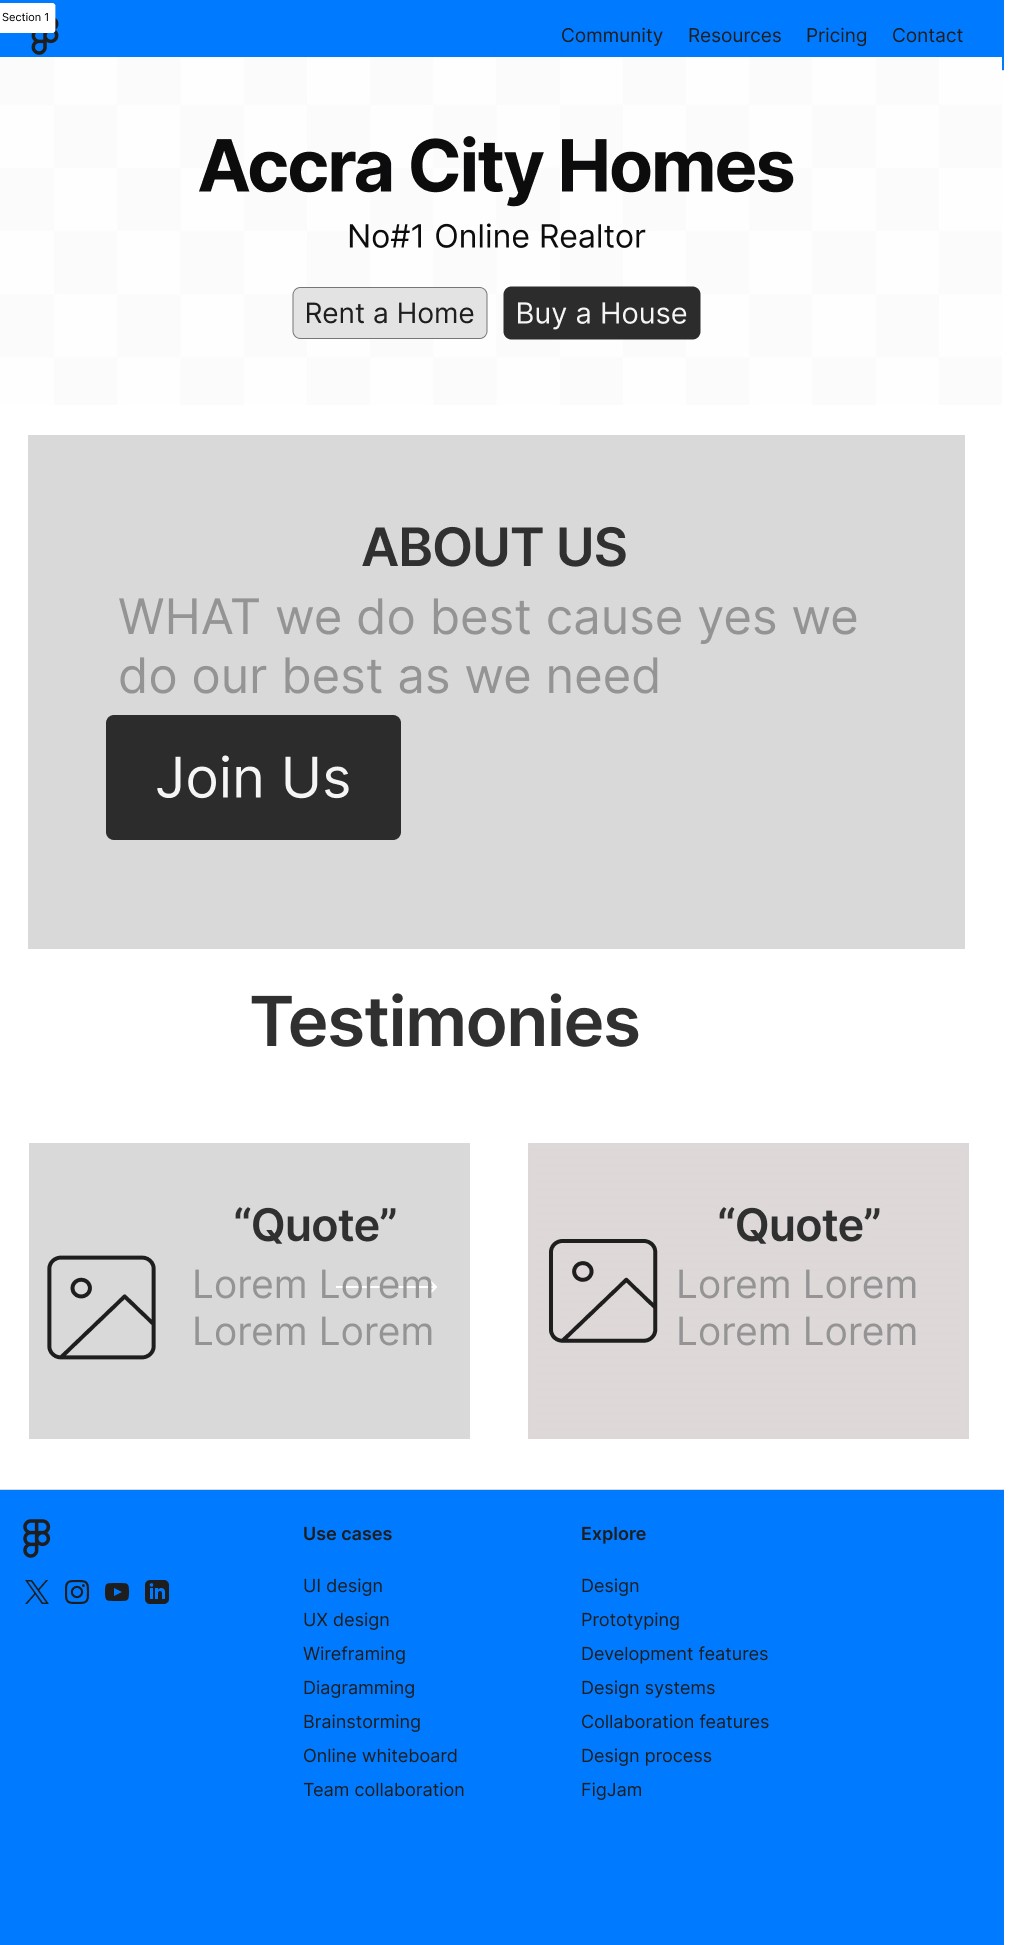 Section 1
Community Resources Pricing Contact
Accra City Homes
No#1 Online Realtor
Rent a Home
Buy a House
ABOUT US
WHAT we do best cause yes we
do our best as we need
Join Us
Testimonies
“Quote”
Lorem Lorem
Lorem Lorem
“Quote”
Lorem Lorem
Lorem Lorem
Use cases
UI design
UX design
Wireframing
Diagramming
Brainstorming
Online whiteboard
Team collaboration
Explore
Design
Prototyping
Development features
Design systems
Collaboration features
Design process
FigJam